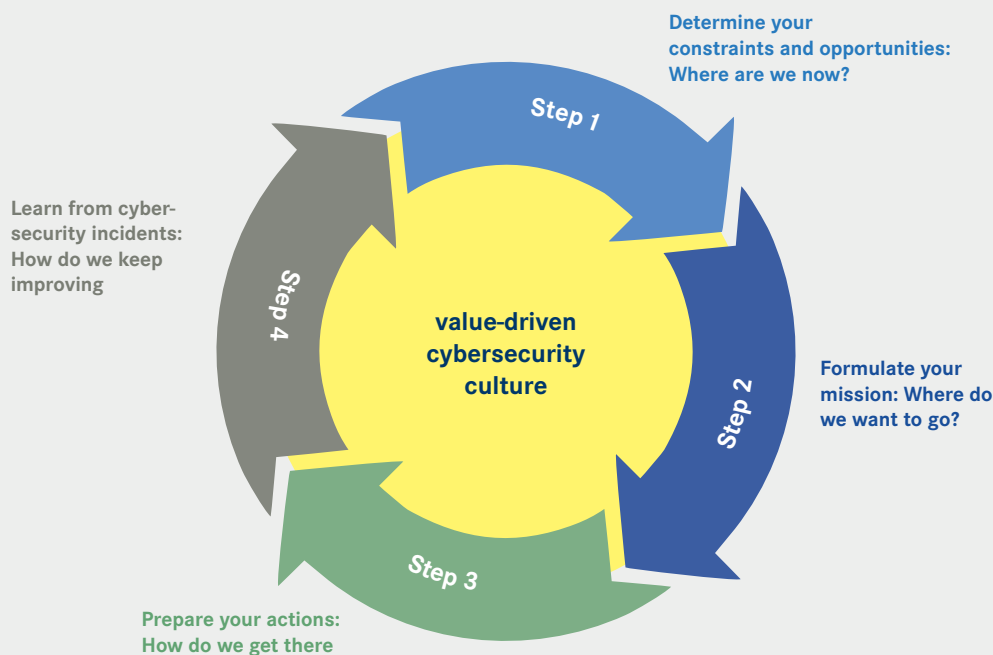 Determine your
constraints and opportunities:
Where are we now?
Step 1
Learn from cyber-
security incidents:
How do we keep
improving
Step 4
value-driven
cybersecurity
culture
Step 2
Formulate your
mission: Where do
we want to go?
Step 3
Prepare your actions:
How do we get there